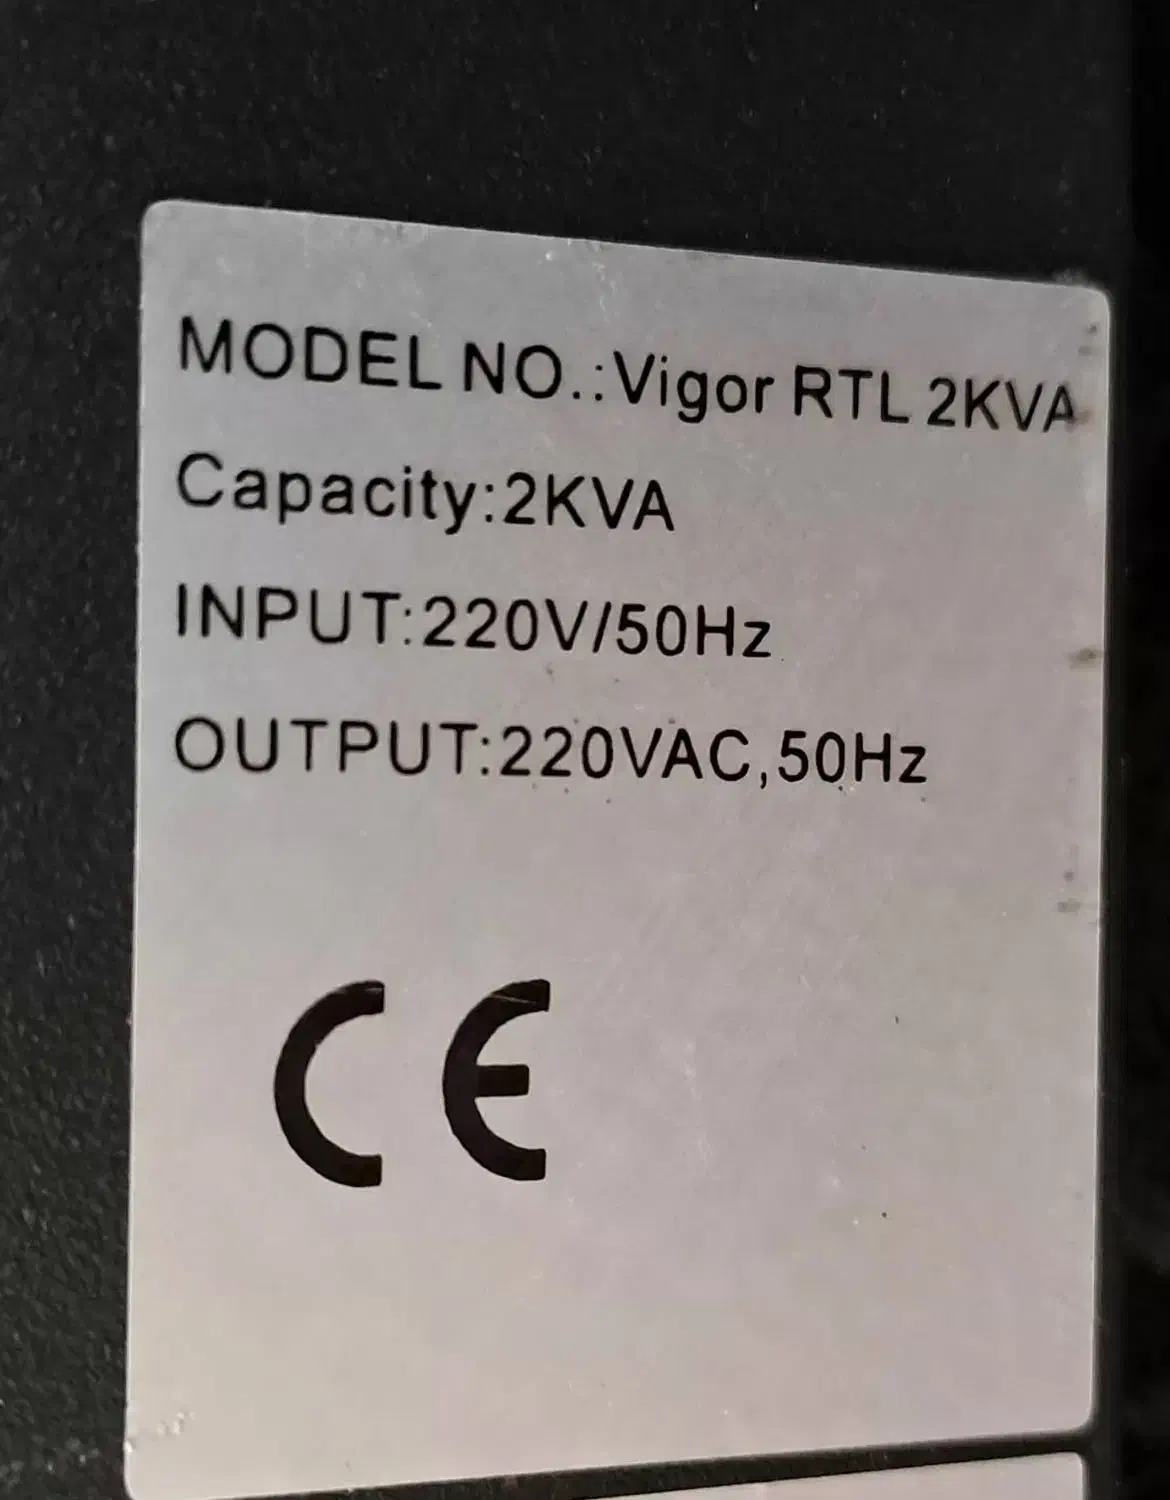 MODEL NO.:Vigor RTL 2KVA
Capacity:2KVA
INPUT:220V/50Hz
OUTPUT:220VAC,50Hz
CE